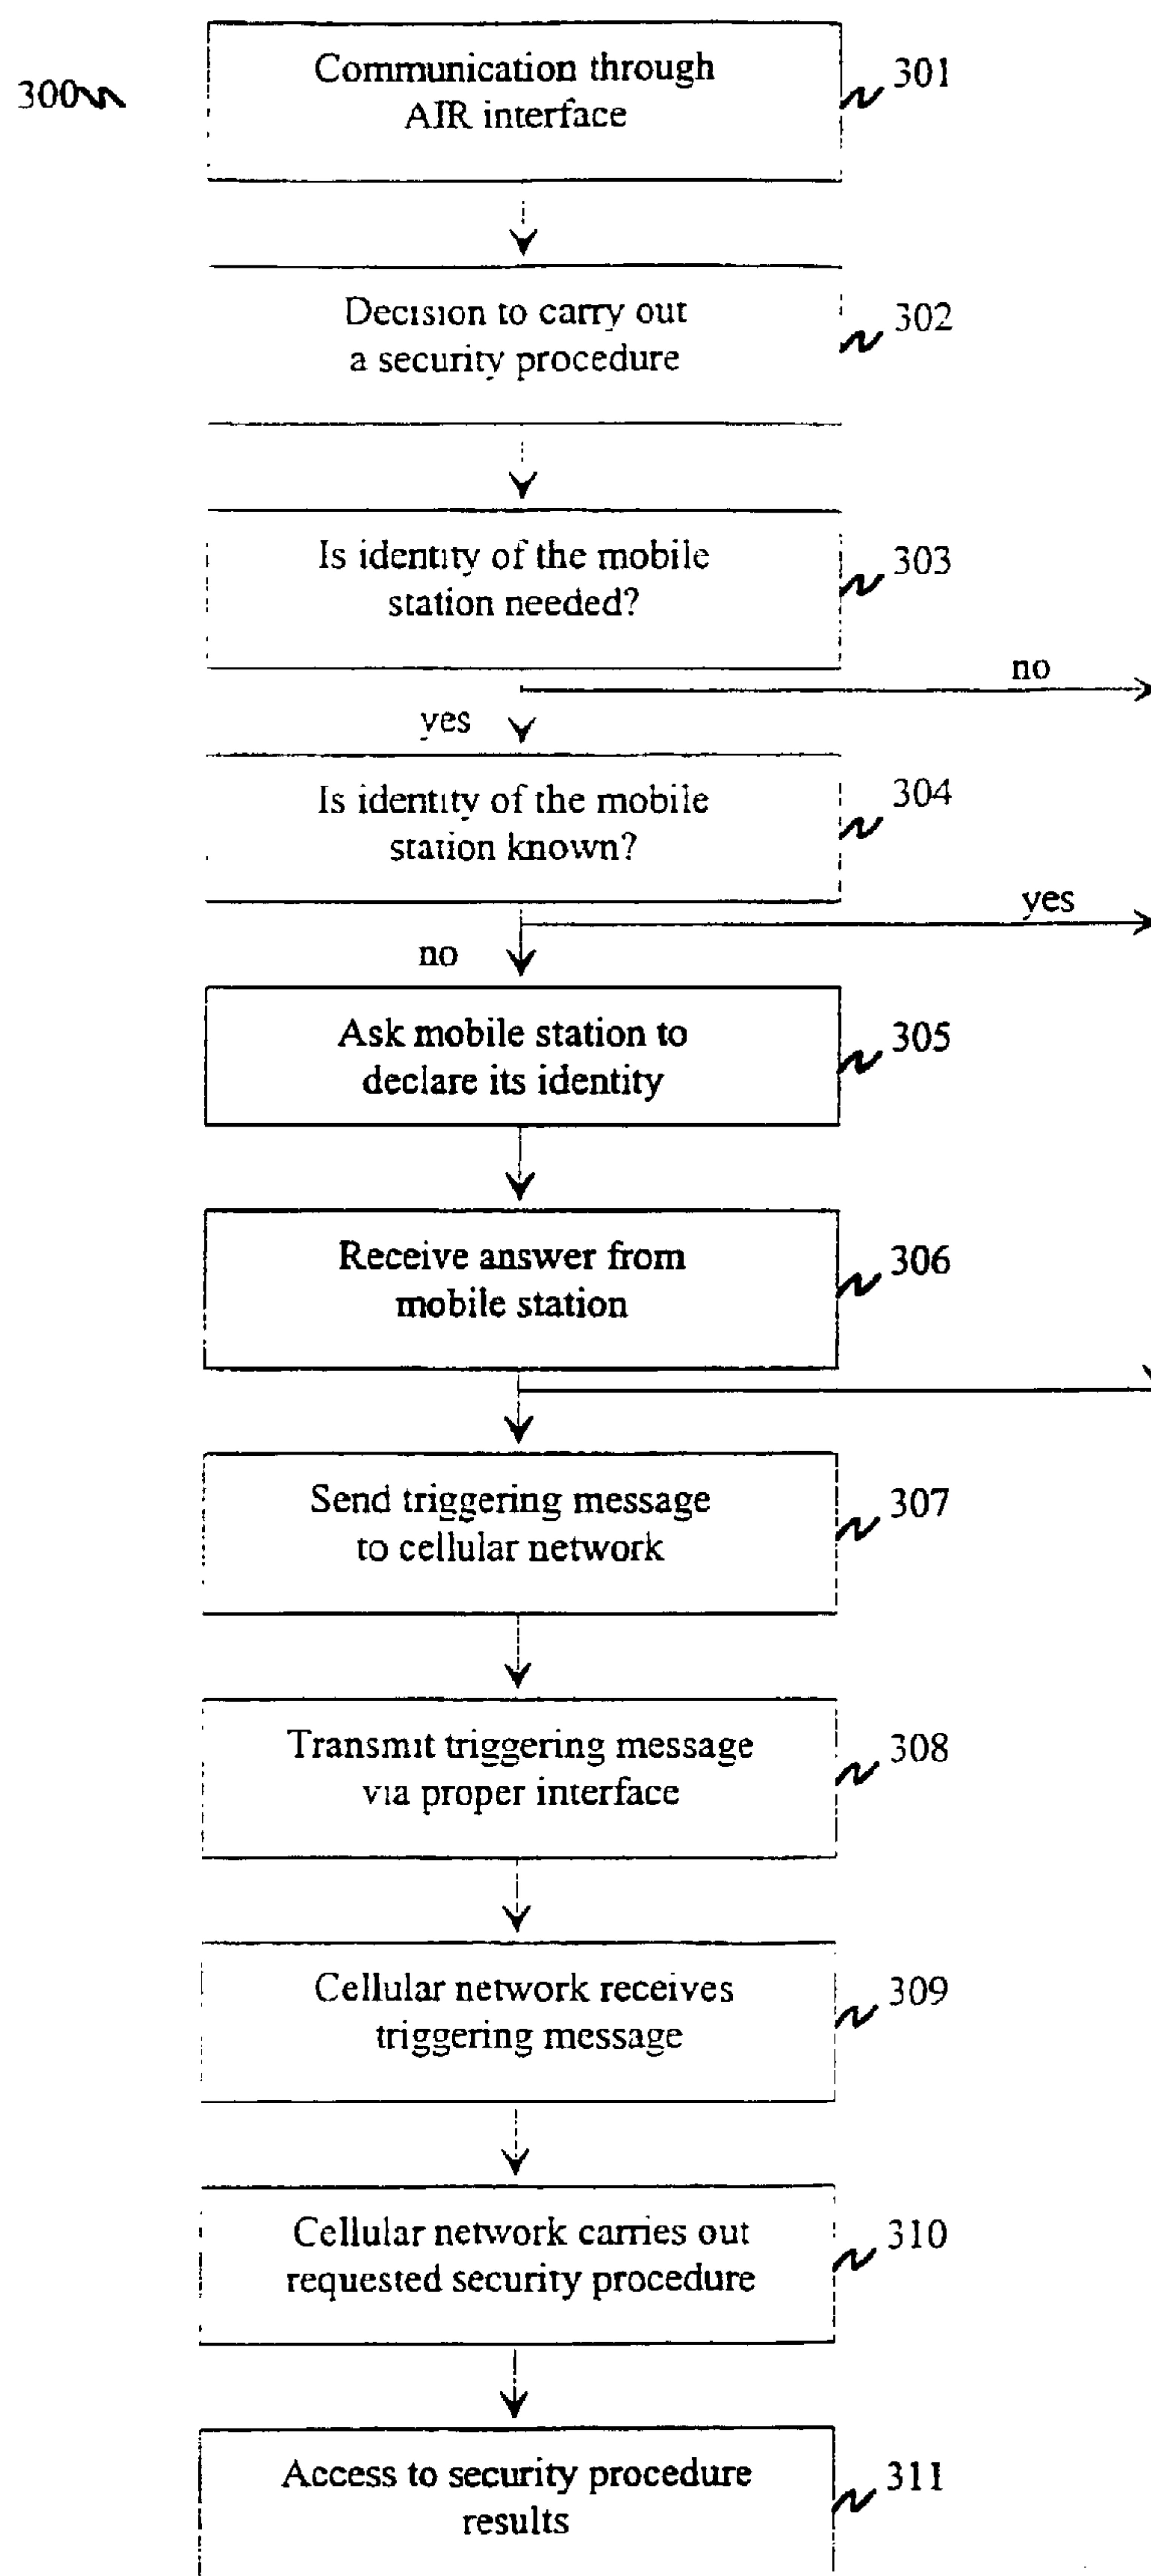 300
Communication through
AIR interface
301
Decision to carry out
a security procedure
302
Is identity of the mobile
station needed?
303
no
yes
Is identity of the mobile
station known?
304
yes
no
Ask mobile station to
declare its identity
305
Receive answer from
mobile station
306
Send triggering message
to cellular network
307
Transmit triggering message
via proper interface
308
Cellular network receives
triggering message
309
Cellular network carries out
requested security procedure
310
Access to security procedure
results
311